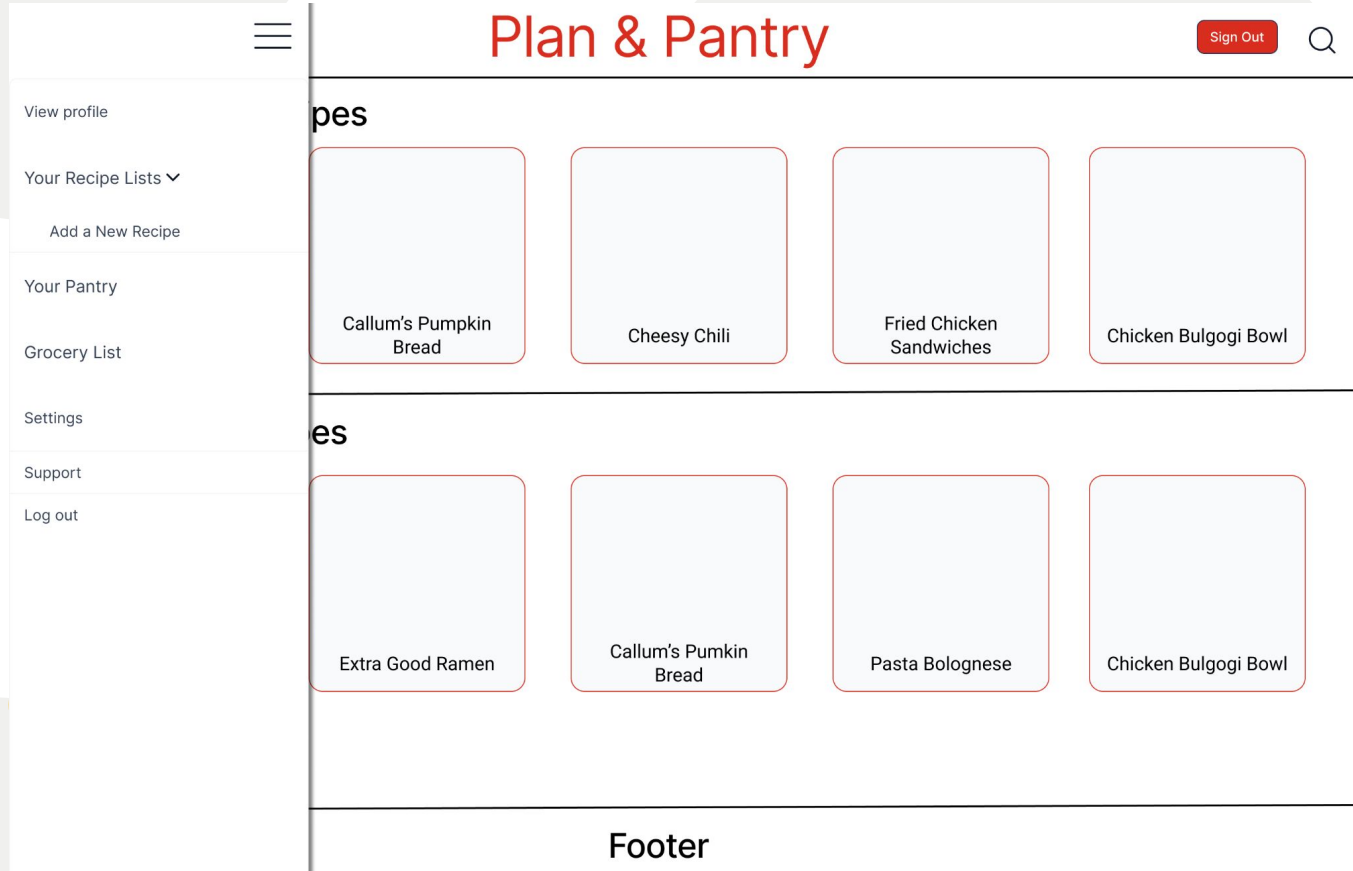 Plan & Pantry
Sign Out
View profile
Your Recipe Lists
Add a New Recipe
Your Pantry
Grocery List
Settings
Support
Log out
pes
Callum’s Pumpkin
Bread
Cheesy Chili
Fried Chicken
Sandwiches
Chicken Bulgogi Bowl
es
Extra Good Ramen
Callum’s Pumkin
Bread
Pasta Bolognese
Chicken Bulgogi Bowl
Footer